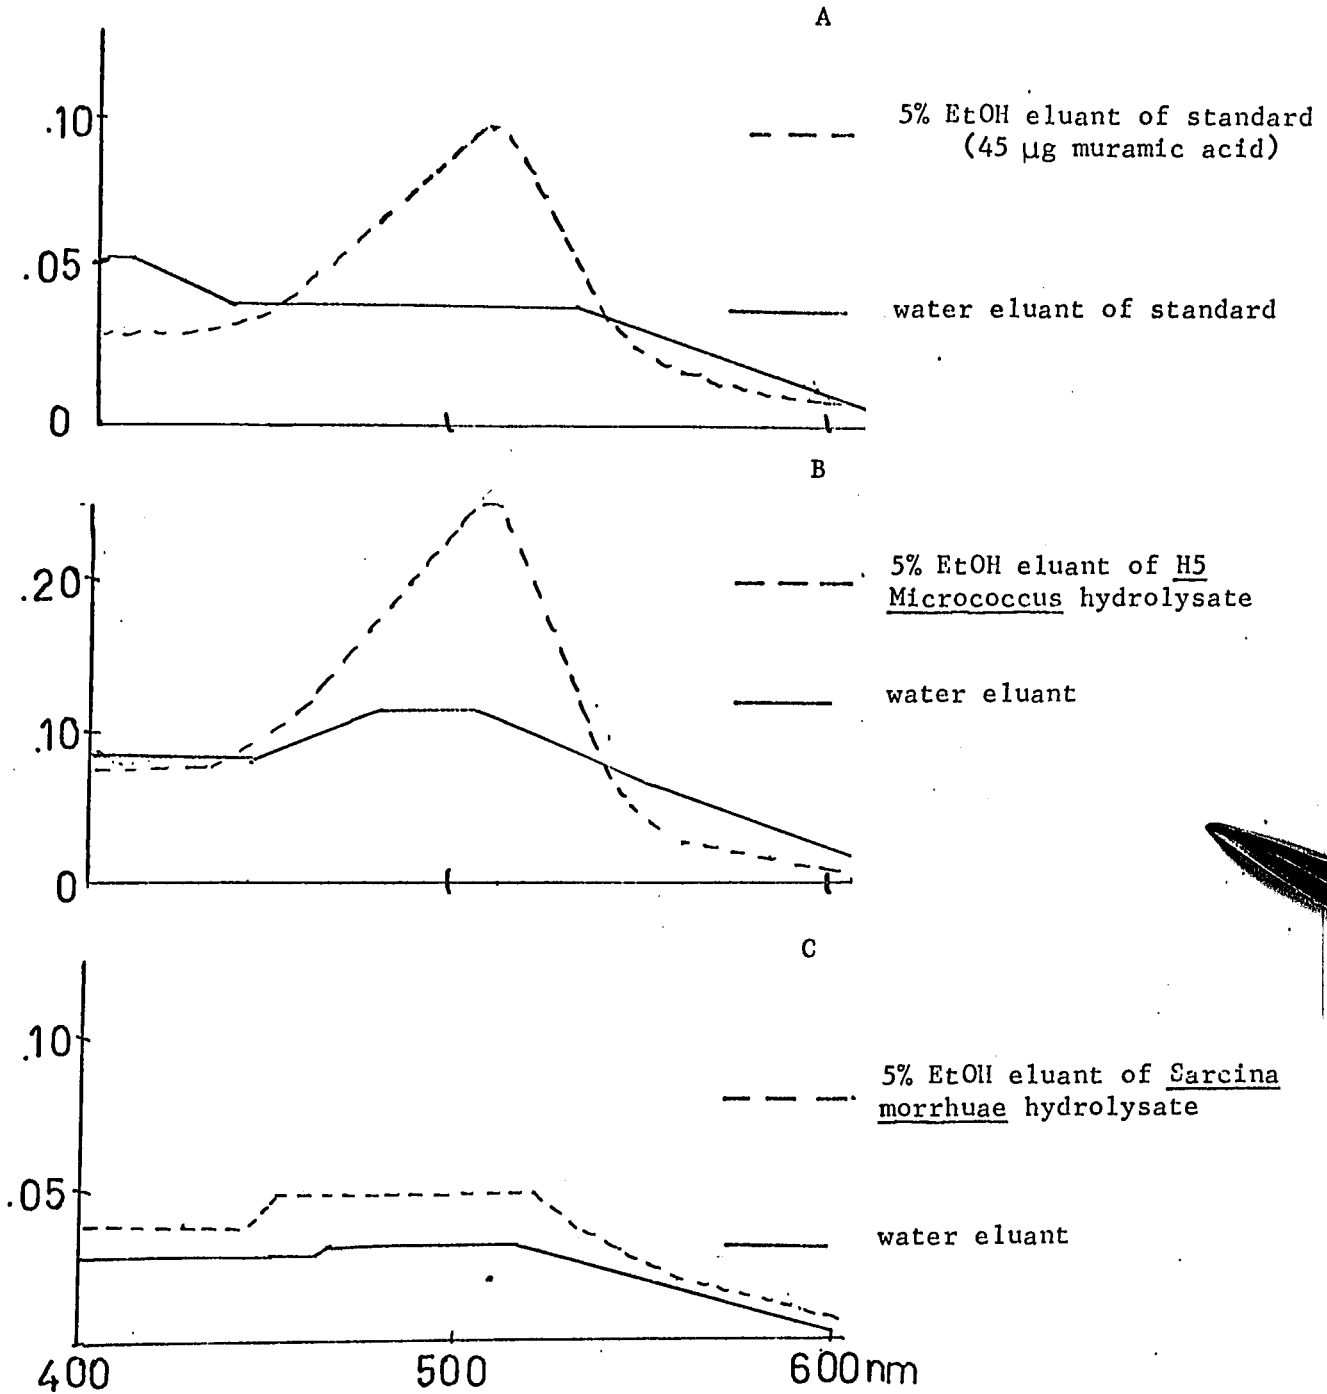 A
.10
5% EtOH eluant of standard
(45 µg muramic acid)
.05
water eluant of standard
0
B
.20
5% EtOH eluant of H5
Micrococcus hydrolysate
water eluant
.10
0
C
.10
5% EtOH eluant of Sarcina
morrhuae hydrolysate
.05
water eluant
400 500 600nm